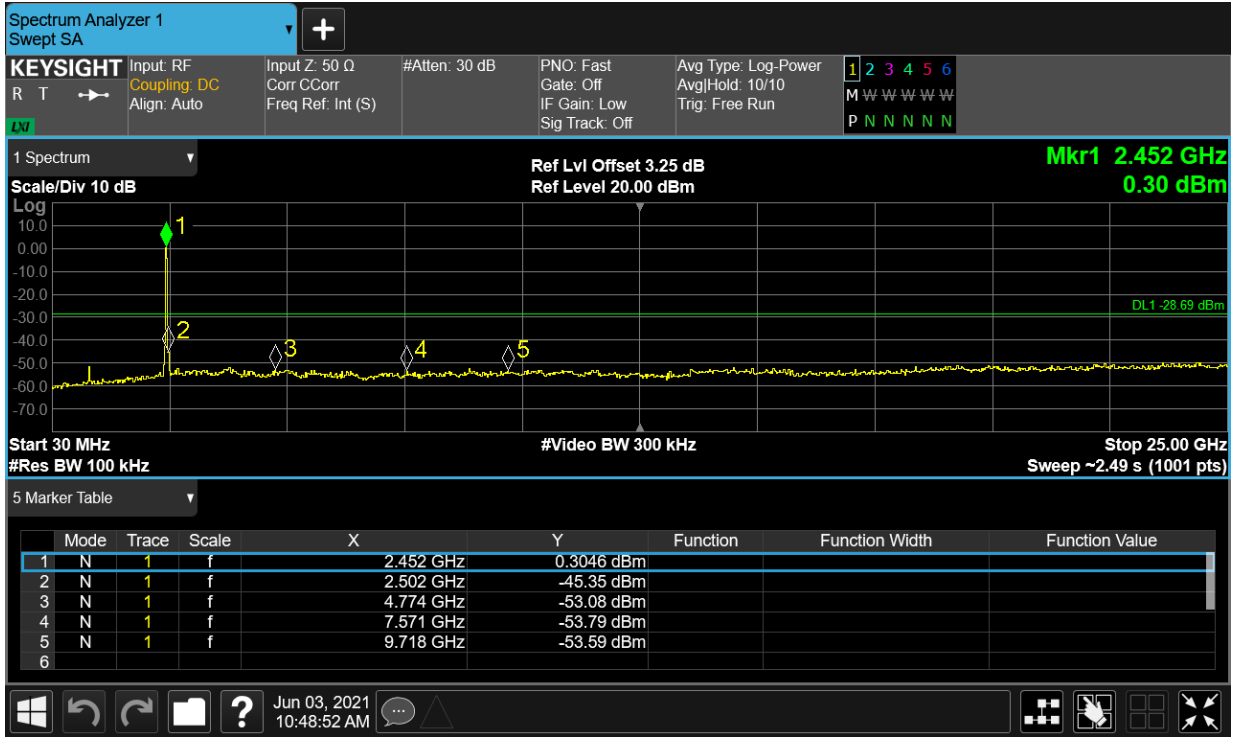 Spectrum Analyzer 1
Swept SA
KEYSIGHT Input: RF Input Z: 50 Ω #Atten: 30 dB PNO: Fast Avg Type: Log-Power 1 2 3 4 5 6
R T Coupling: DC Corr CCorr Gate: Off Avg|Hold: 10/10 M W W W W W
Align: Auto Freq Ref: Int (S) IF Gain: Low Trig: Free Run P N N N N N
LXI Sig Track: Off
1 Spectrum
Ref Lvl Offset 3.25 dB Mkr1 2.452 GHz
Scale/Div 10 dB Ref Level 20.00 dBm 0.30 dBm
Log
10.0 1
0.00
-10.0
-20.0
DL1 -28.69 dBm
-30.0
2
-40.0
3 4 5
-50.0
-60.0
-70.0
Start 30 MHz #Video BW 300 kHz Stop 25.00 GHz
#Res BW 100 kHz Sweep ~2.49 s (1001 pts)
5 Marker Table
Mode Trace Scale X Y Function Function Width Function Value
1 N 1 f 2.452 GHz 0.3046 dBm
2 N 1 f 2.502 GHz -45.35 dBm
3 N 1 f 4.774 GHz -53.08 dBm
4 N 1 f 7.571 GHz -53.79 dBm
5 N 1 f 9.718 GHz -53.59 dBm
6
? Jun 03, 2021
10:48:52 AM